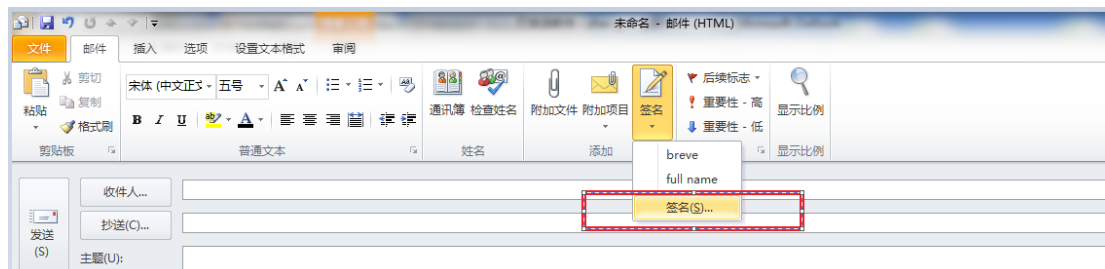 未命名 - 邮件 (HTML)
文件 邮件 插入 选项 设置文本格式 审阅
粘贴 剪切 复制 格式刷
宋体 (中文正 五号
B I U
通讯簿 检查姓名
附加文件 附加项目 签名
后续标志
重要性 - 高
重要性 - 低
显示比例
剪贴板 普通文本 姓名 添加 显示比例
breve
full name
签名(S)...
发送
(S)
收件人...
抄送(C)...
主题(U):